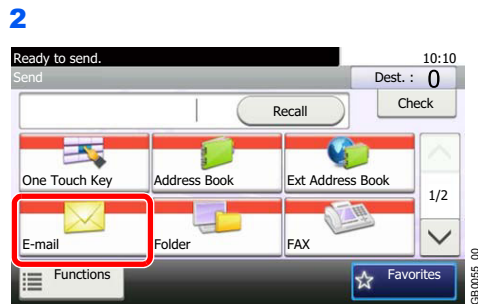 2
Ready to send. 10:10
Send Dest. : 0
Recall Check
One Touch Key Address Book Ext Address Book
1/2
E-mail Folder FAX
Functions Favorites
GB0055_00